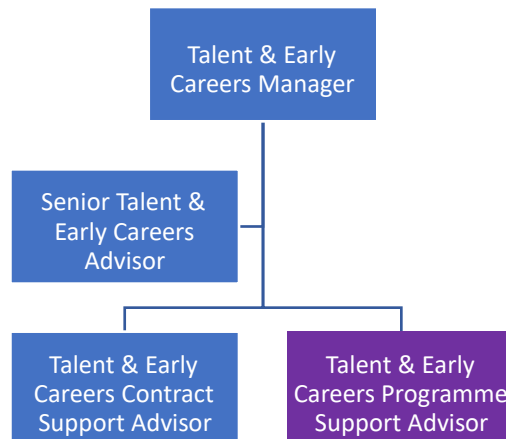 Talent & Early
Careers Manager
Senior Talent &
Early Careers
Advisor
Talent & Early
Careers Contract
Support Advisor
Talent & Early
Careers Programme
Support Advisor